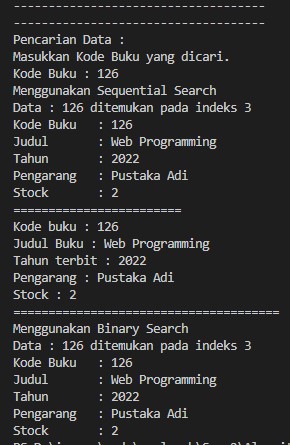 ------------------------------------
------------------------------------
Pencarian Data :
Masukkan Kode Buku yang dicari.
Kode Buku : 126
Menggunakan Sequential Search
Data : 126 ditemukan pada indeks 3
Kode Buku   : 126
Judul       : Web Programming
Tahun       : 2022
Pengarang   : Pustaka Adi
Stock       : 2
========================
Kode buku : 126
Judul Buku : Web Programming
Tahun terbit : 2022
Pengarang : Pustaka Adi
Stock : 2
======================================
Menggunakan Binary Search
Data : 126 ditemukan pada indeks 3
Kode Buku   : 126
Judul       : Web Programming
Tahun       : 2022
Pengarang   : Pustaka Adi
Stock       : 2